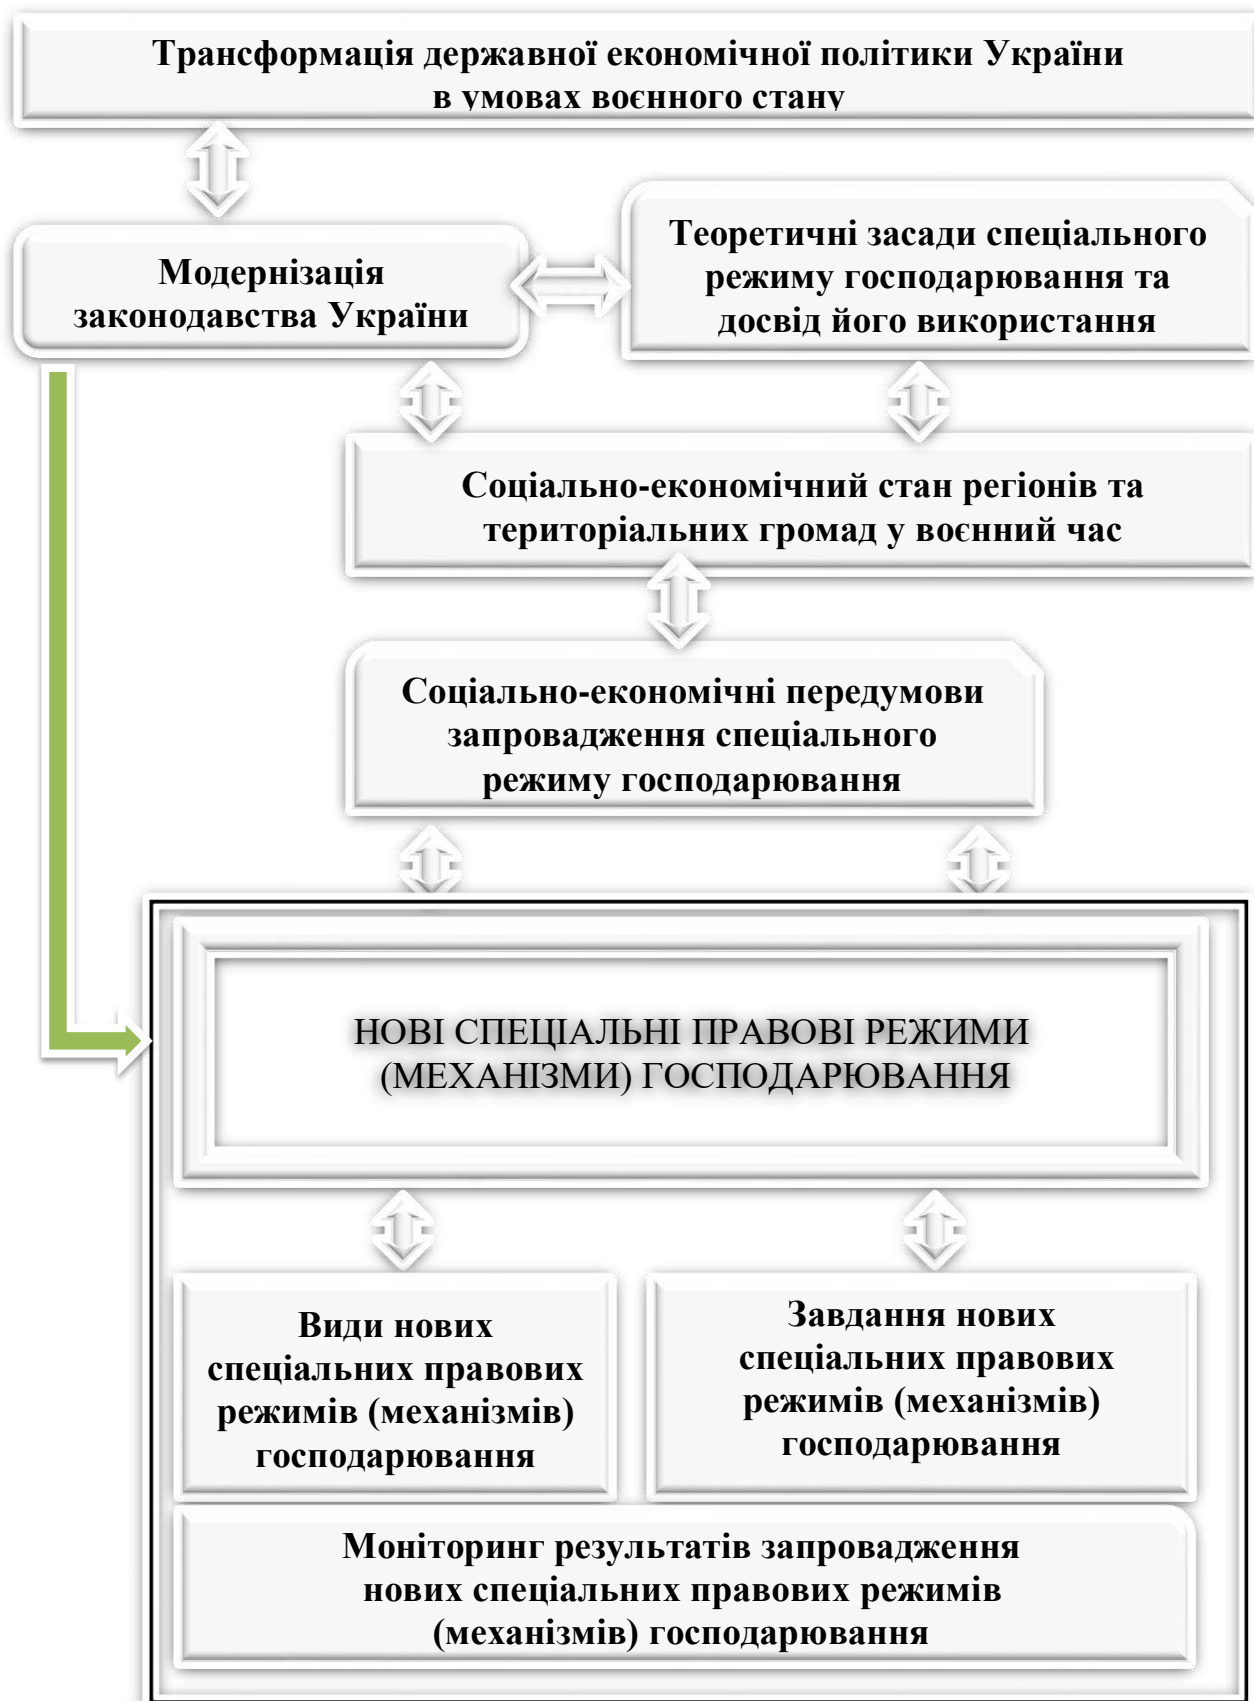 Трансформація державної економічної політики України
в умовах воєнного стану
Модернізація
законодавства України
Теоретичні засади спеціального
режиму господарювання та
досвід його використання
Соціально-економічний стан регіонів та
територіальних громад у воєнний час
Соціально-економічні передумови
запровадження спеціального
режиму господарювання
НОВІ СПЕЦІАЛЬНІ ПРАВОВІ РЕЖИМИ
(МЕХАНІЗМИ) ГОСПОДАРЮВАННЯ
Види нових
спеціальних правових
режимів (механізмів)
господарювання
Завдання нових
спеціальних правових
режимів (механізмів)
господарювання
Моніторинг результатів запровадження
нових спеціальних правових режимів
(механізмів) господарювання